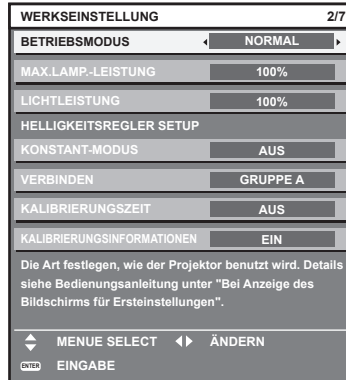 WERKSEINSTELLUNG 2/7
BETRIEBSMODUS NORMAL
MAX.LAMP.-LEISTUNG 100%
LICHTLEISTUNG 100%
HELLIGKEITSREGLER SETUP
KONSTANT-MODUS AUS
VERBINDEN GRUPPE A
KALIBRIERUNGSZEIT AUS
KALIBRIERUNGSINFORMATIONEN EIN
Die Art festlegen, wie der Projektor benutzt wird. Details
siehe Bedienungsanleitung unter "Bei Anzeige des
Bildschirms für Ersteinstellungen".
MENUE SELECT ÄNDERN
ENTER EINGABE